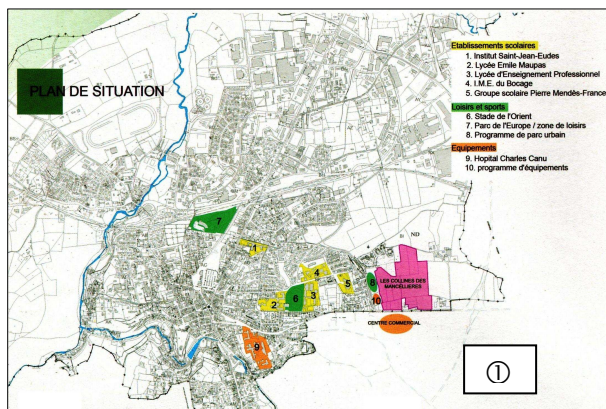 PLAN DE SITUATION
Etablissements scolaires
1. Institut Saint-Jean-Eudes
2. Lycée Emile Maupas
3. Lycée d'Enseignement Professionnel
4. I.M.E. du Bocage
5. Groupe scolaire Pierre Mendès-France
Loisirs et sports
6. Stade de l'Orient
7. Parc de l'Europe / zone de loisirs
8. Programme de parc urbain
Equipements
9. Hopital Charles Canu
10. programme d'équipements
7
1
ND
4
5
8
LES COLLINES DES
MANCELLIERES
2
6
3
10
CENTRE COMMERCIAL
9
①